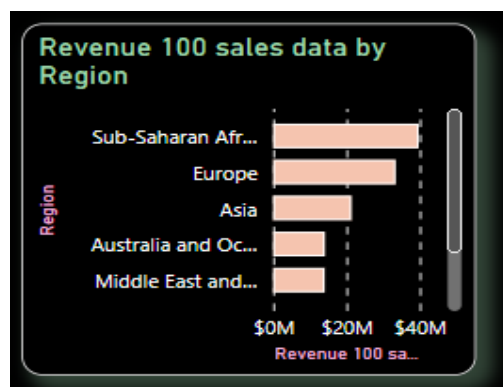 Revenue 100 sales data by
Region
Region
Sub-Saharan Afr...
Europe
Asia
Australia and Oc...
Middle East and...
$0M $20M $40M
Revenue 100 sa...